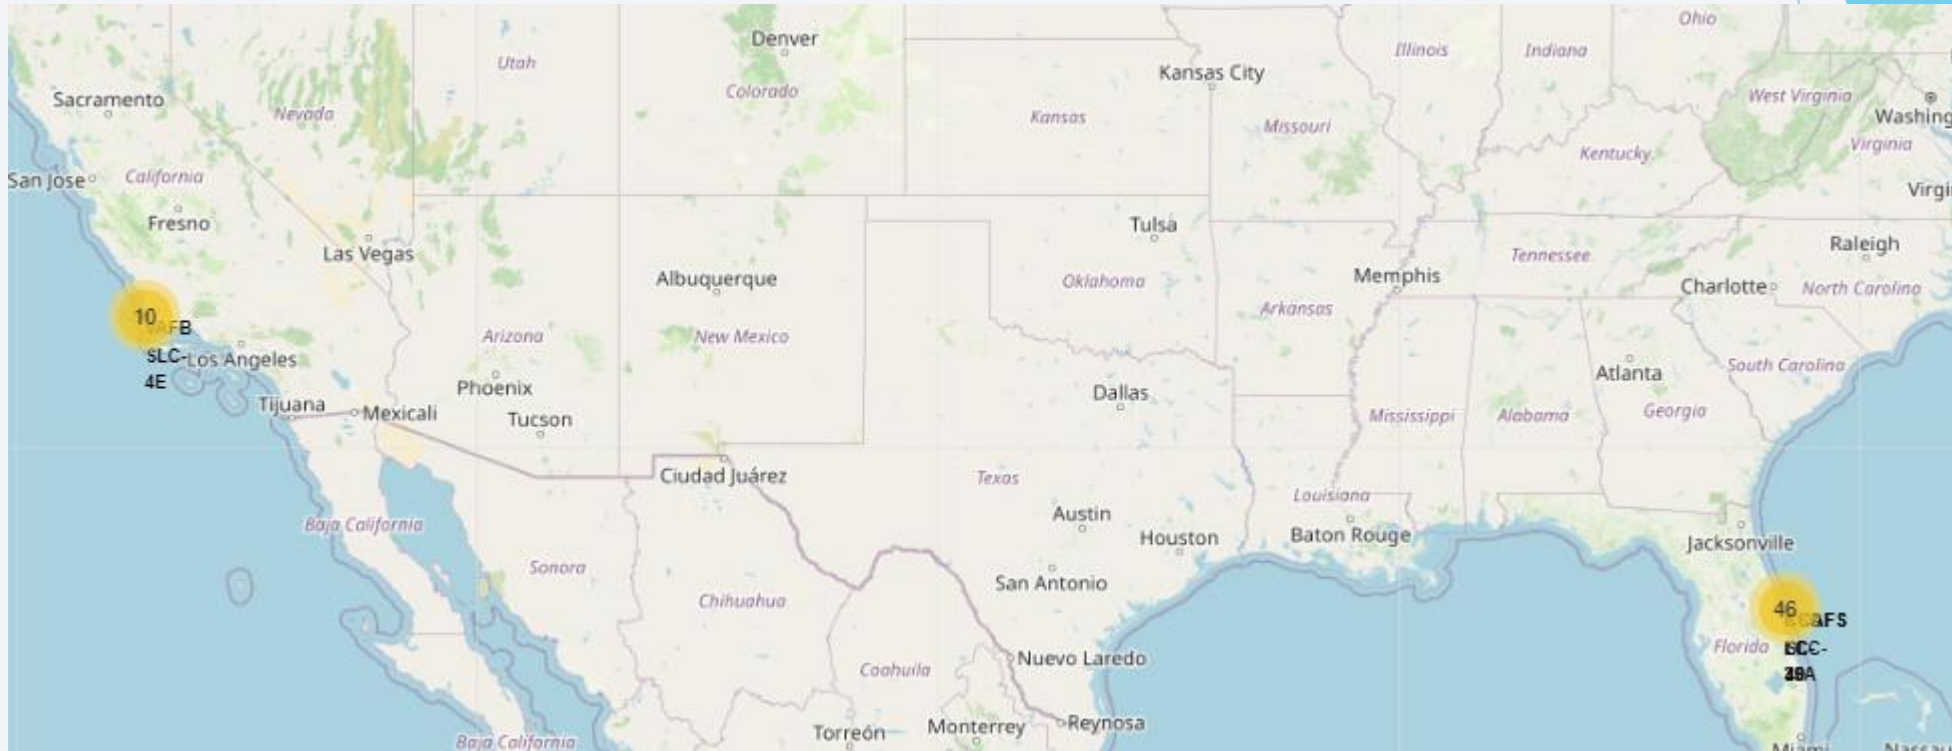 Ohio
Denver
Illinois
Indiana
Utah
Kansas City
Colorado
Sacramento
West Virginia
Nevada
Kansas
Missouri
Virginia
Kentucky
San Jose
California
Fresno
Tulsa
Raleigh
Las Vegas
Tennessee
Albuquerque
Memphis
Oklahoma
Charlotte
North Carolina
Arkansas
10
Arizona
New Mexico
SLC-
4E
Los Angeles
South Carolina
Atlanta
Phoenix
Dallas
Tijuana
Mexicali
Tucson
Mississippi
Alabama
Georgia
Ciudad Juárez
Texas
Louisiana
Austin
Baja California
Houston
Baton Rouge
Jacksonville
Sonora
San Antonio
Chihuahua
46
Florida
Nuevo Laredo
Coahuila
Reynosa
Torreón
Monterrey
Baja California